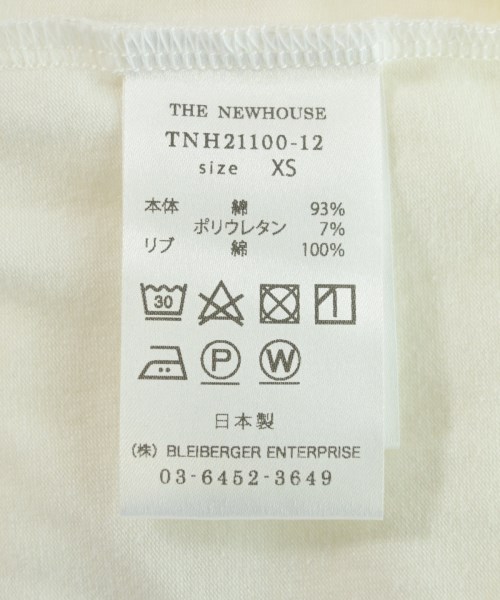 THE NEWHOUSE
TNH21100-12
size XS
本体 綿 93%
ポリウレタン 7%
リブ 綿 100%
30
P W
日本製
(株) BLEIBERGER ENTERPRISE
03-6452-3649